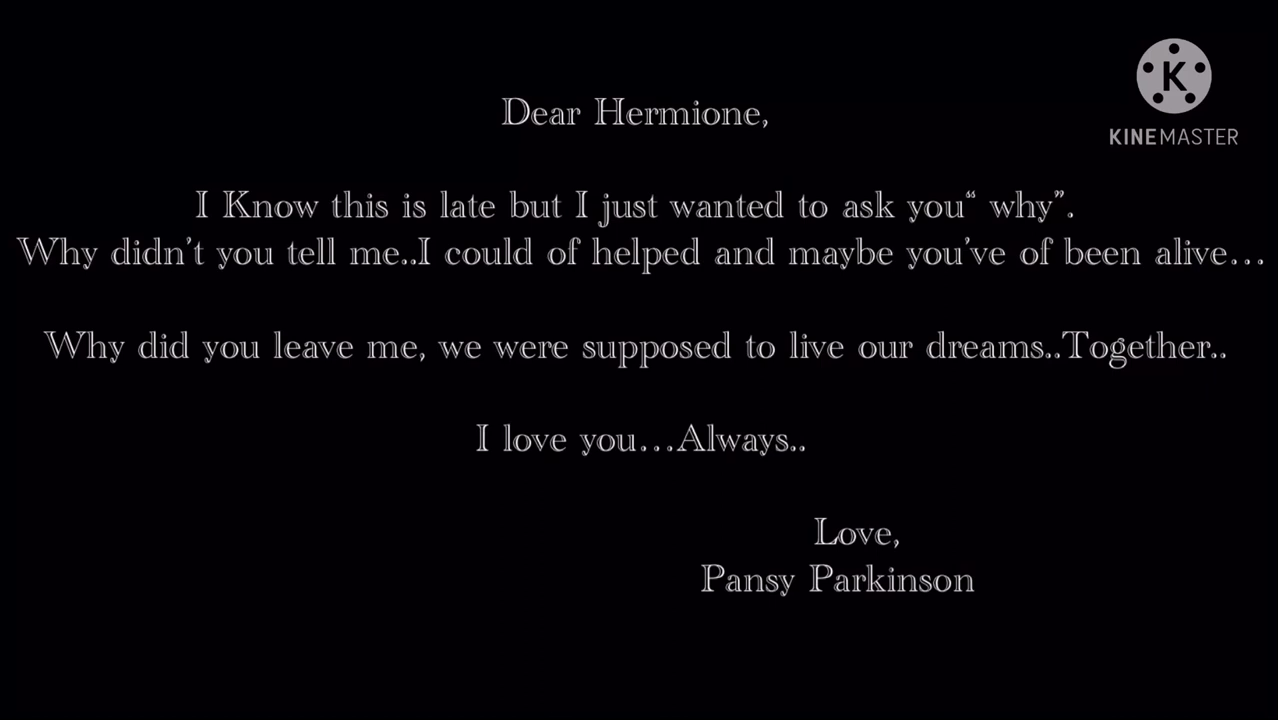 Dear Hermione,
K
KINEMASTER
I Know this is late but I just wanted to ask you“ why”.
Why didn't you tell me..I could of helped and maybe you've of been alive...
Why did you leave me, we were supposed to live our dreams..Together..
I love you...Always..
Love,
Pansy Parkinson